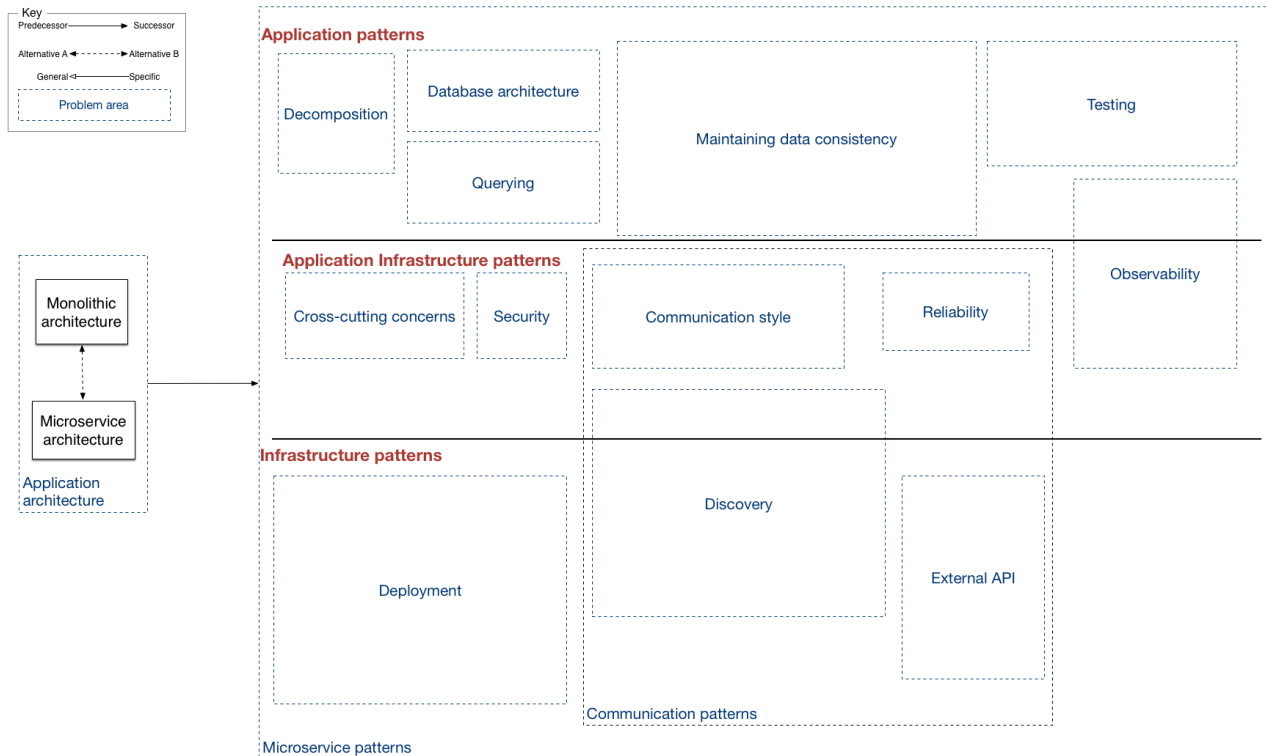 Key
Predecessor
Successor
Alternative A
Alternative B
General
Specific
Problem area
Application patterns
Decomposition
Database architecture
Querying
Maintaining data consistency
Testing
Observability
Application Infrastructure patterns
Cross-cutting concerns
Security
Communication style
Reliability
Monolithic
architecture
Microservice
architecture
Application
architecture
Infrastructure patterns
Deployment
Discovery
External API
Communication patterns
Microservice patterns